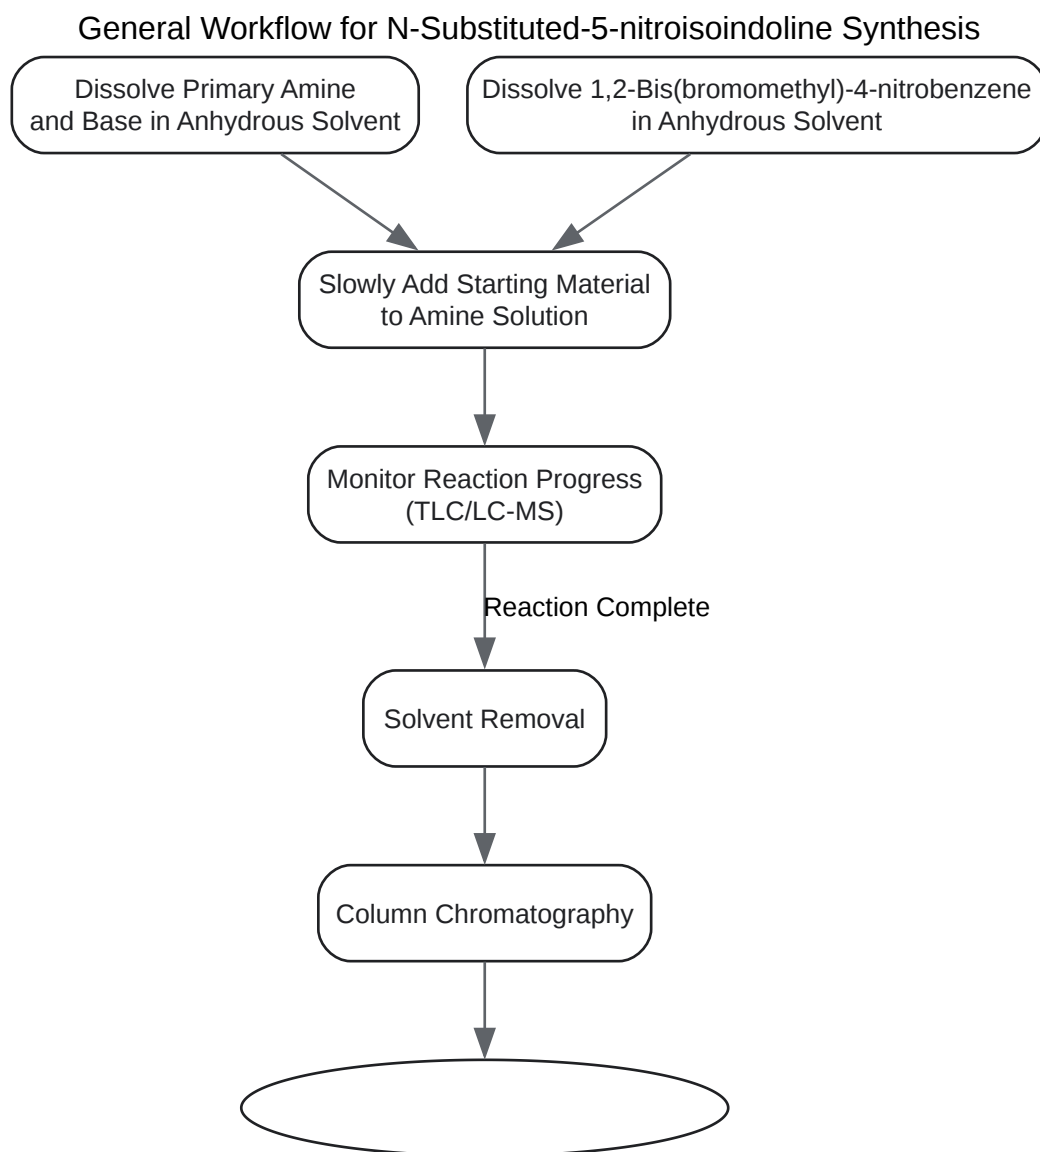 General Workflow for N-Substituted-5-nitroisoindoline Synthesis
Dissolve Primary Amine
and Base in Anhydrous Solvent
Dissolve 1,2-Bis(bromomethyl)-4-nitrobenzene
in Anhydrous Solvent
Slowly Add Starting Material
to Amine Solution
Monitor Reaction Progress
(TLC/LC-MS)
Reaction Complete
Solvent Removal
Column Chromatography